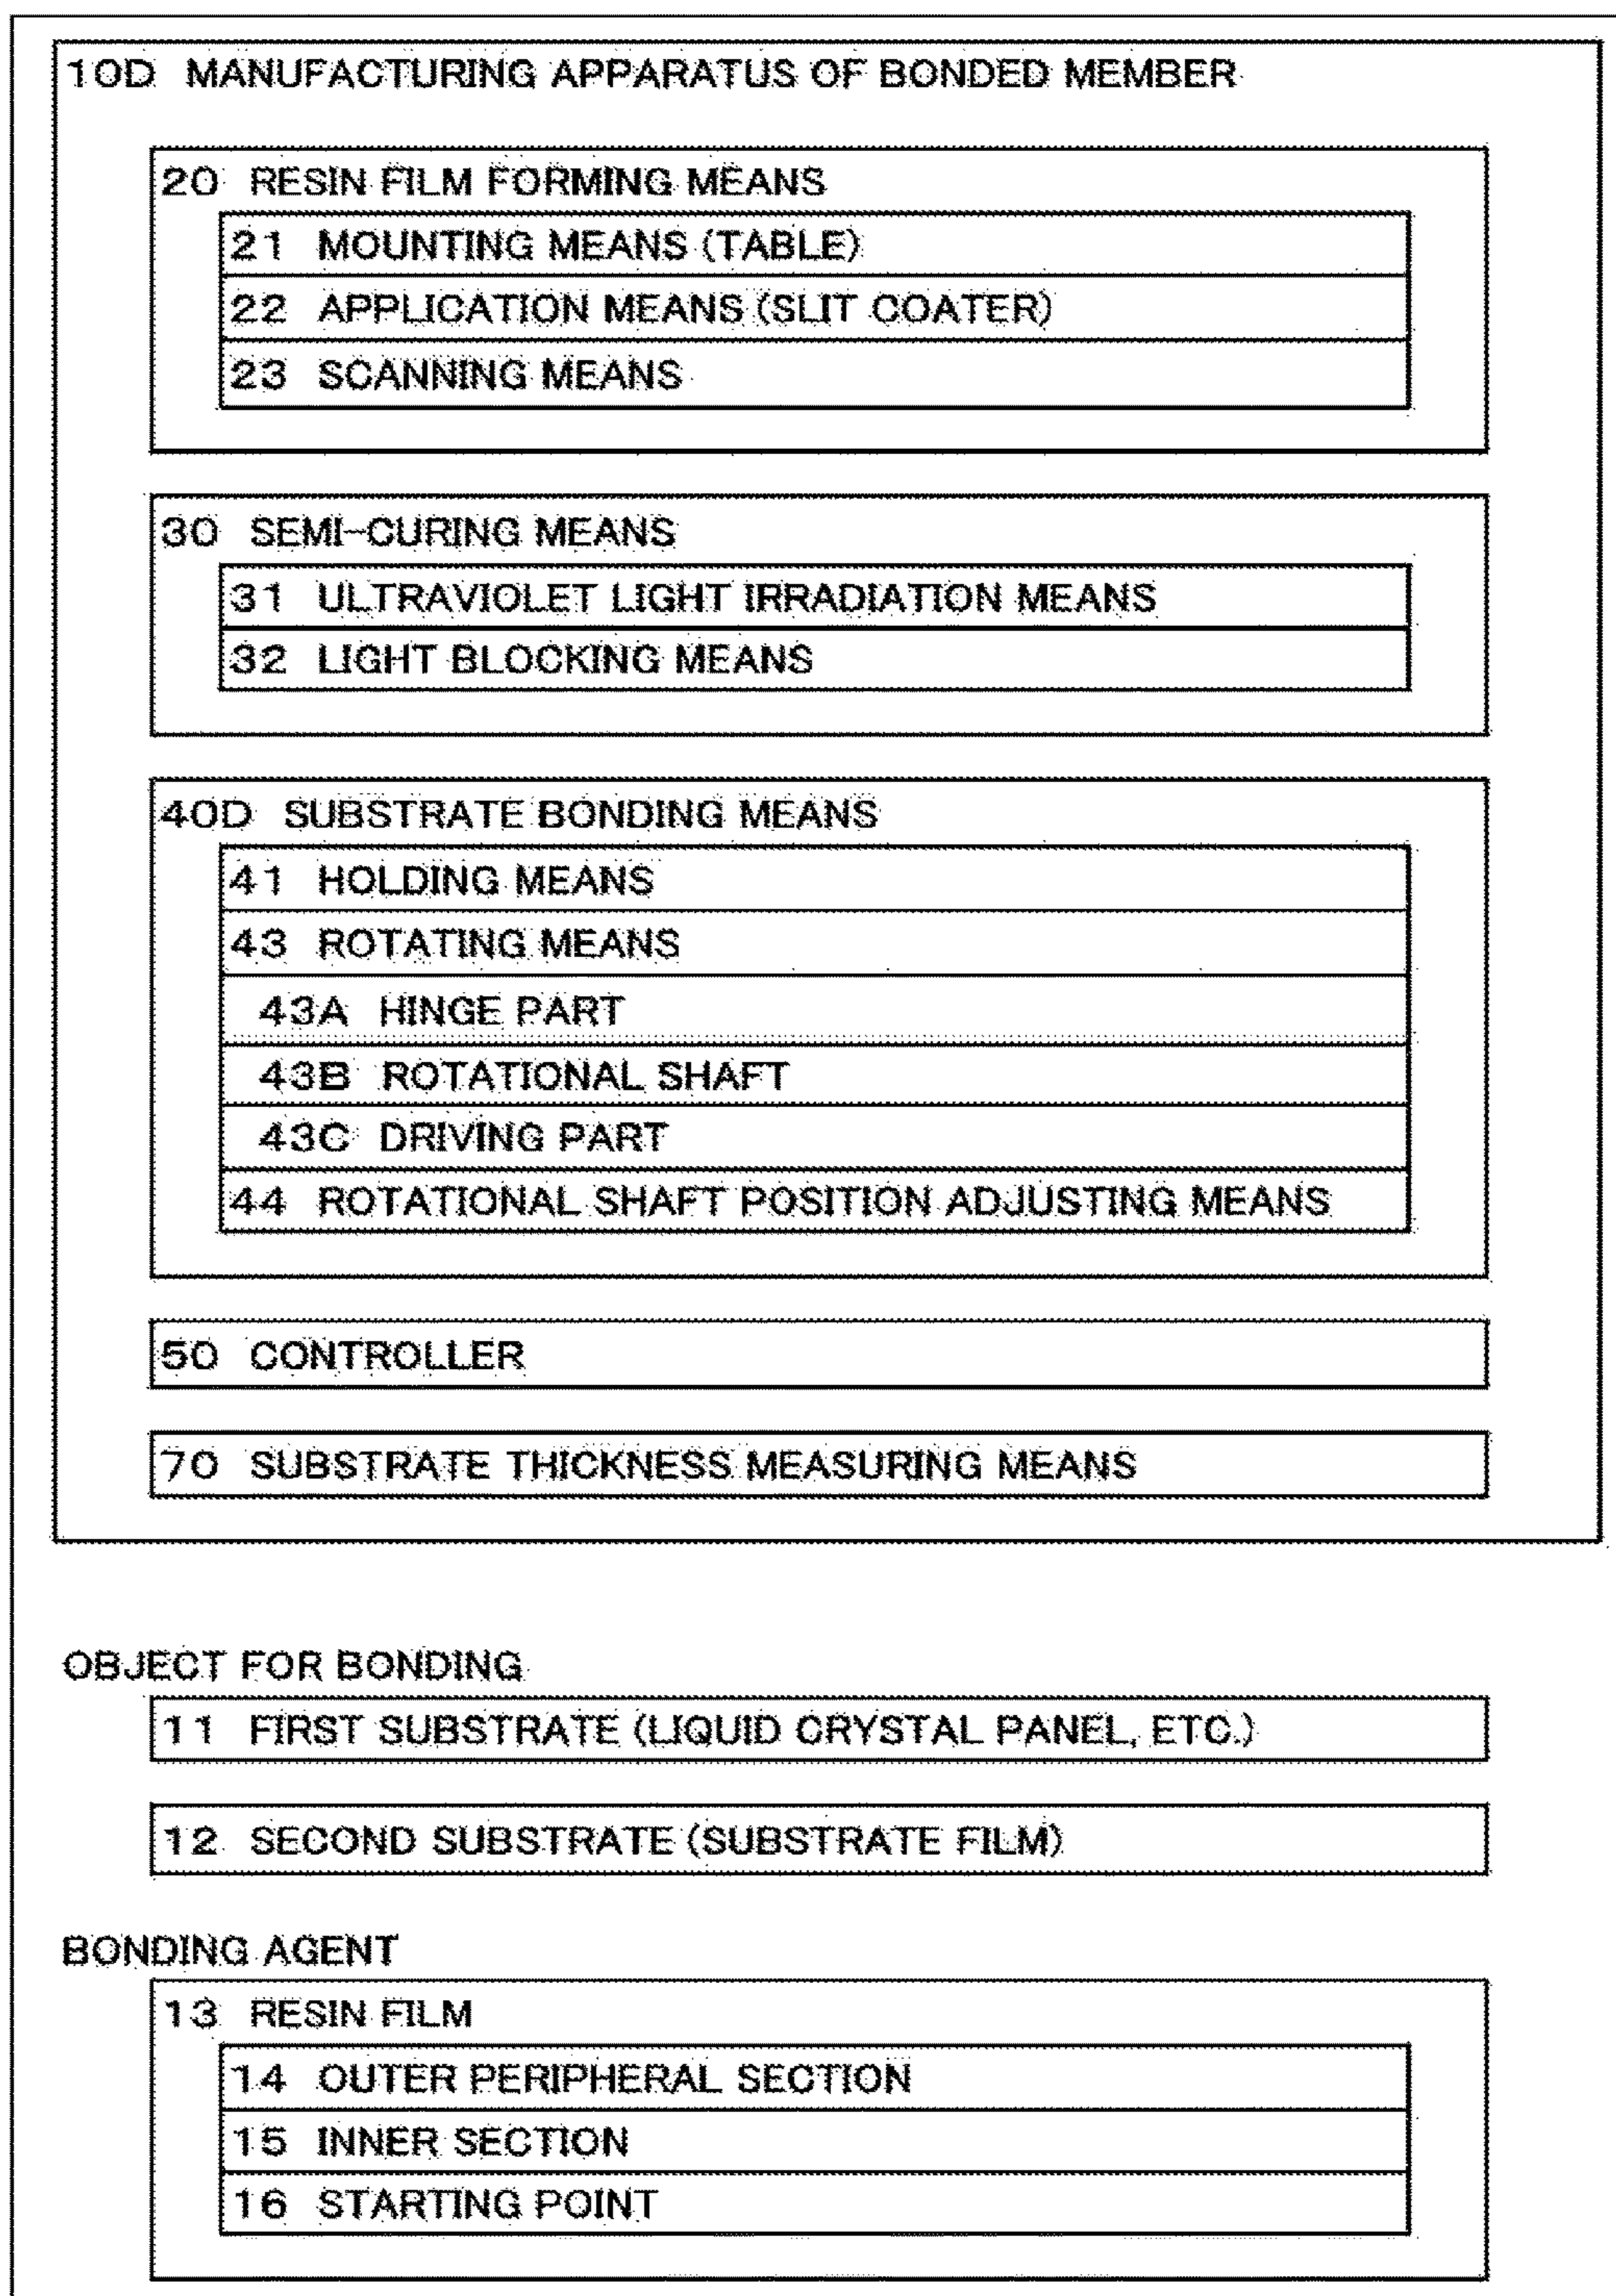 10D MANUFACTURING APPARATUS OF BONDED MEMBER
20 RESIN FILM FORMING MEANS
21 MOUNTING MEANS (TABLE)
22 APPLICATION MEANS (SLIT COATER)
23 SCANNING MEANS
30 SEMI-CURING MEANS
31 ULTRAVIOLET LIGHT IRRADIATION MEANS
32 LIGHT BLOCKING MEANS
40D SUBSTRATE BONDING MEANS
41 HOLDING MEANS
43 ROTATING MEANS
43A HINGE PART
43B ROTATIONAL SHAFT
43C DRIVING PART
44 ROTATIONAL SHAFT POSITION ADJUSTING MEANS
50 CONTROLLER
70 SUBSTRATE THICKNESS MEASURING MEANS
OBJECT FOR BONDING
11 FIRST SUBSTRATE (LIQUID CRYSTAL PANEL, ETC.)
12 SECOND SUBSTRATE (SUBSTRATE FILM)
BONDING AGENT
13 RESIN FILM
14 OUTER PERIPHERAL SECTION
15 INNER SECTION
16 STARTING POINT